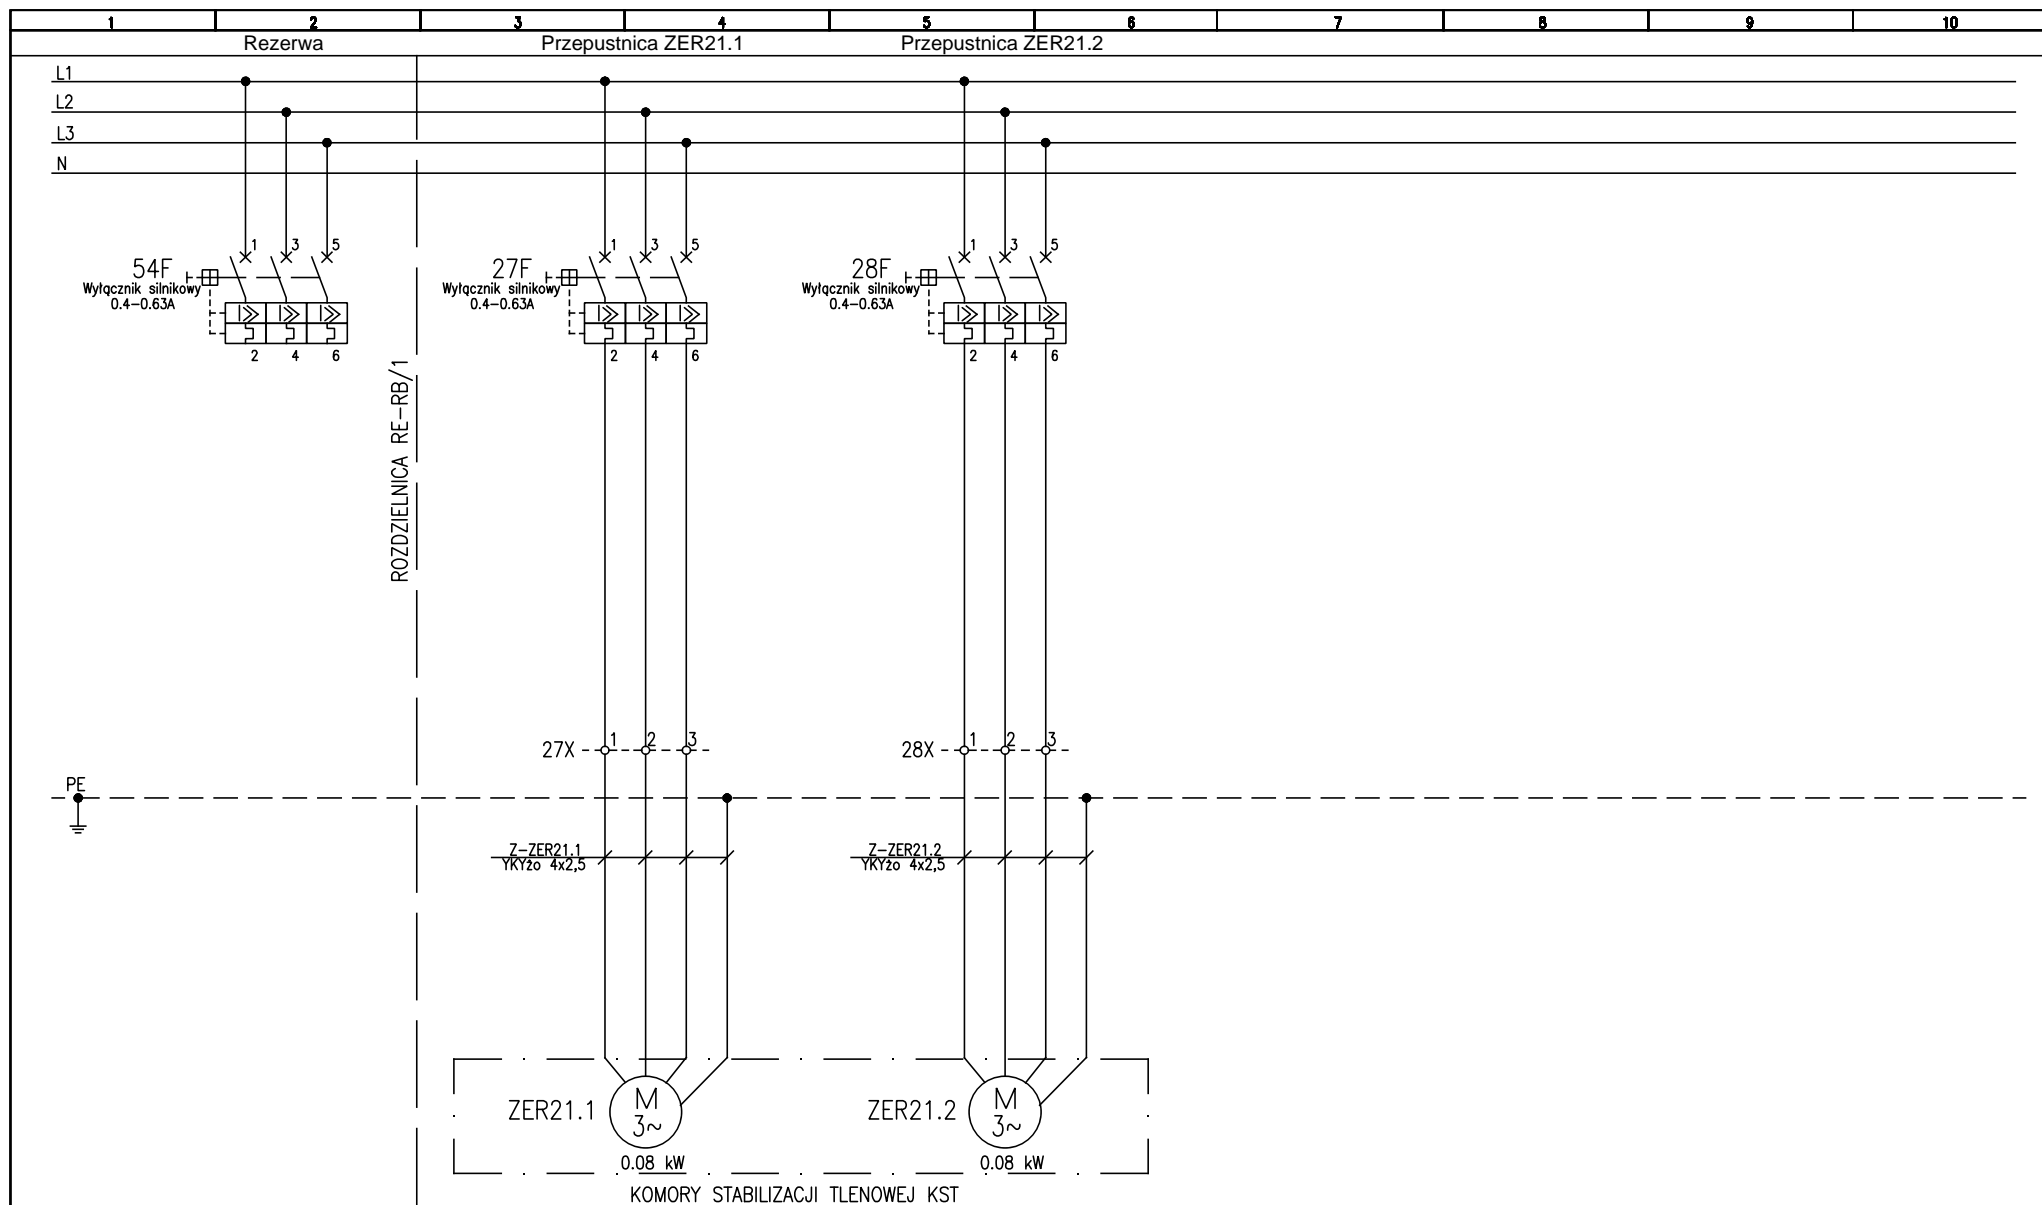 1 2 3 4 5 6 7 8 9 10
Rezerwa Przepustnica ZER21.1 Przepustnica ZER21.2
L1
L2
L3
N
1 3 5 1 3 5 1 3 5
54F 27F 28F
Wyłącznik silnikowy Wyłącznik silnikowy Wyłącznik silnikowy
0.4-0.63A 0.4-0.63A 0.4-0.63A
I I I I I I I I I
2 4 6 2 4 6 2 4 6
ROZDZIELNICA RE-RB/1
27X 1 2 3 28X 1 2 3
PE
Z-ZER21.1 Z-ZER21.2
YKYżo 4x2,5 YKYżo 4x2,5
ZER21.1 M ZER21.2 M
3~ 3~
0.08 kW 0.08 kW
KOMORY STABILIZACJI TLENOWEJ KST